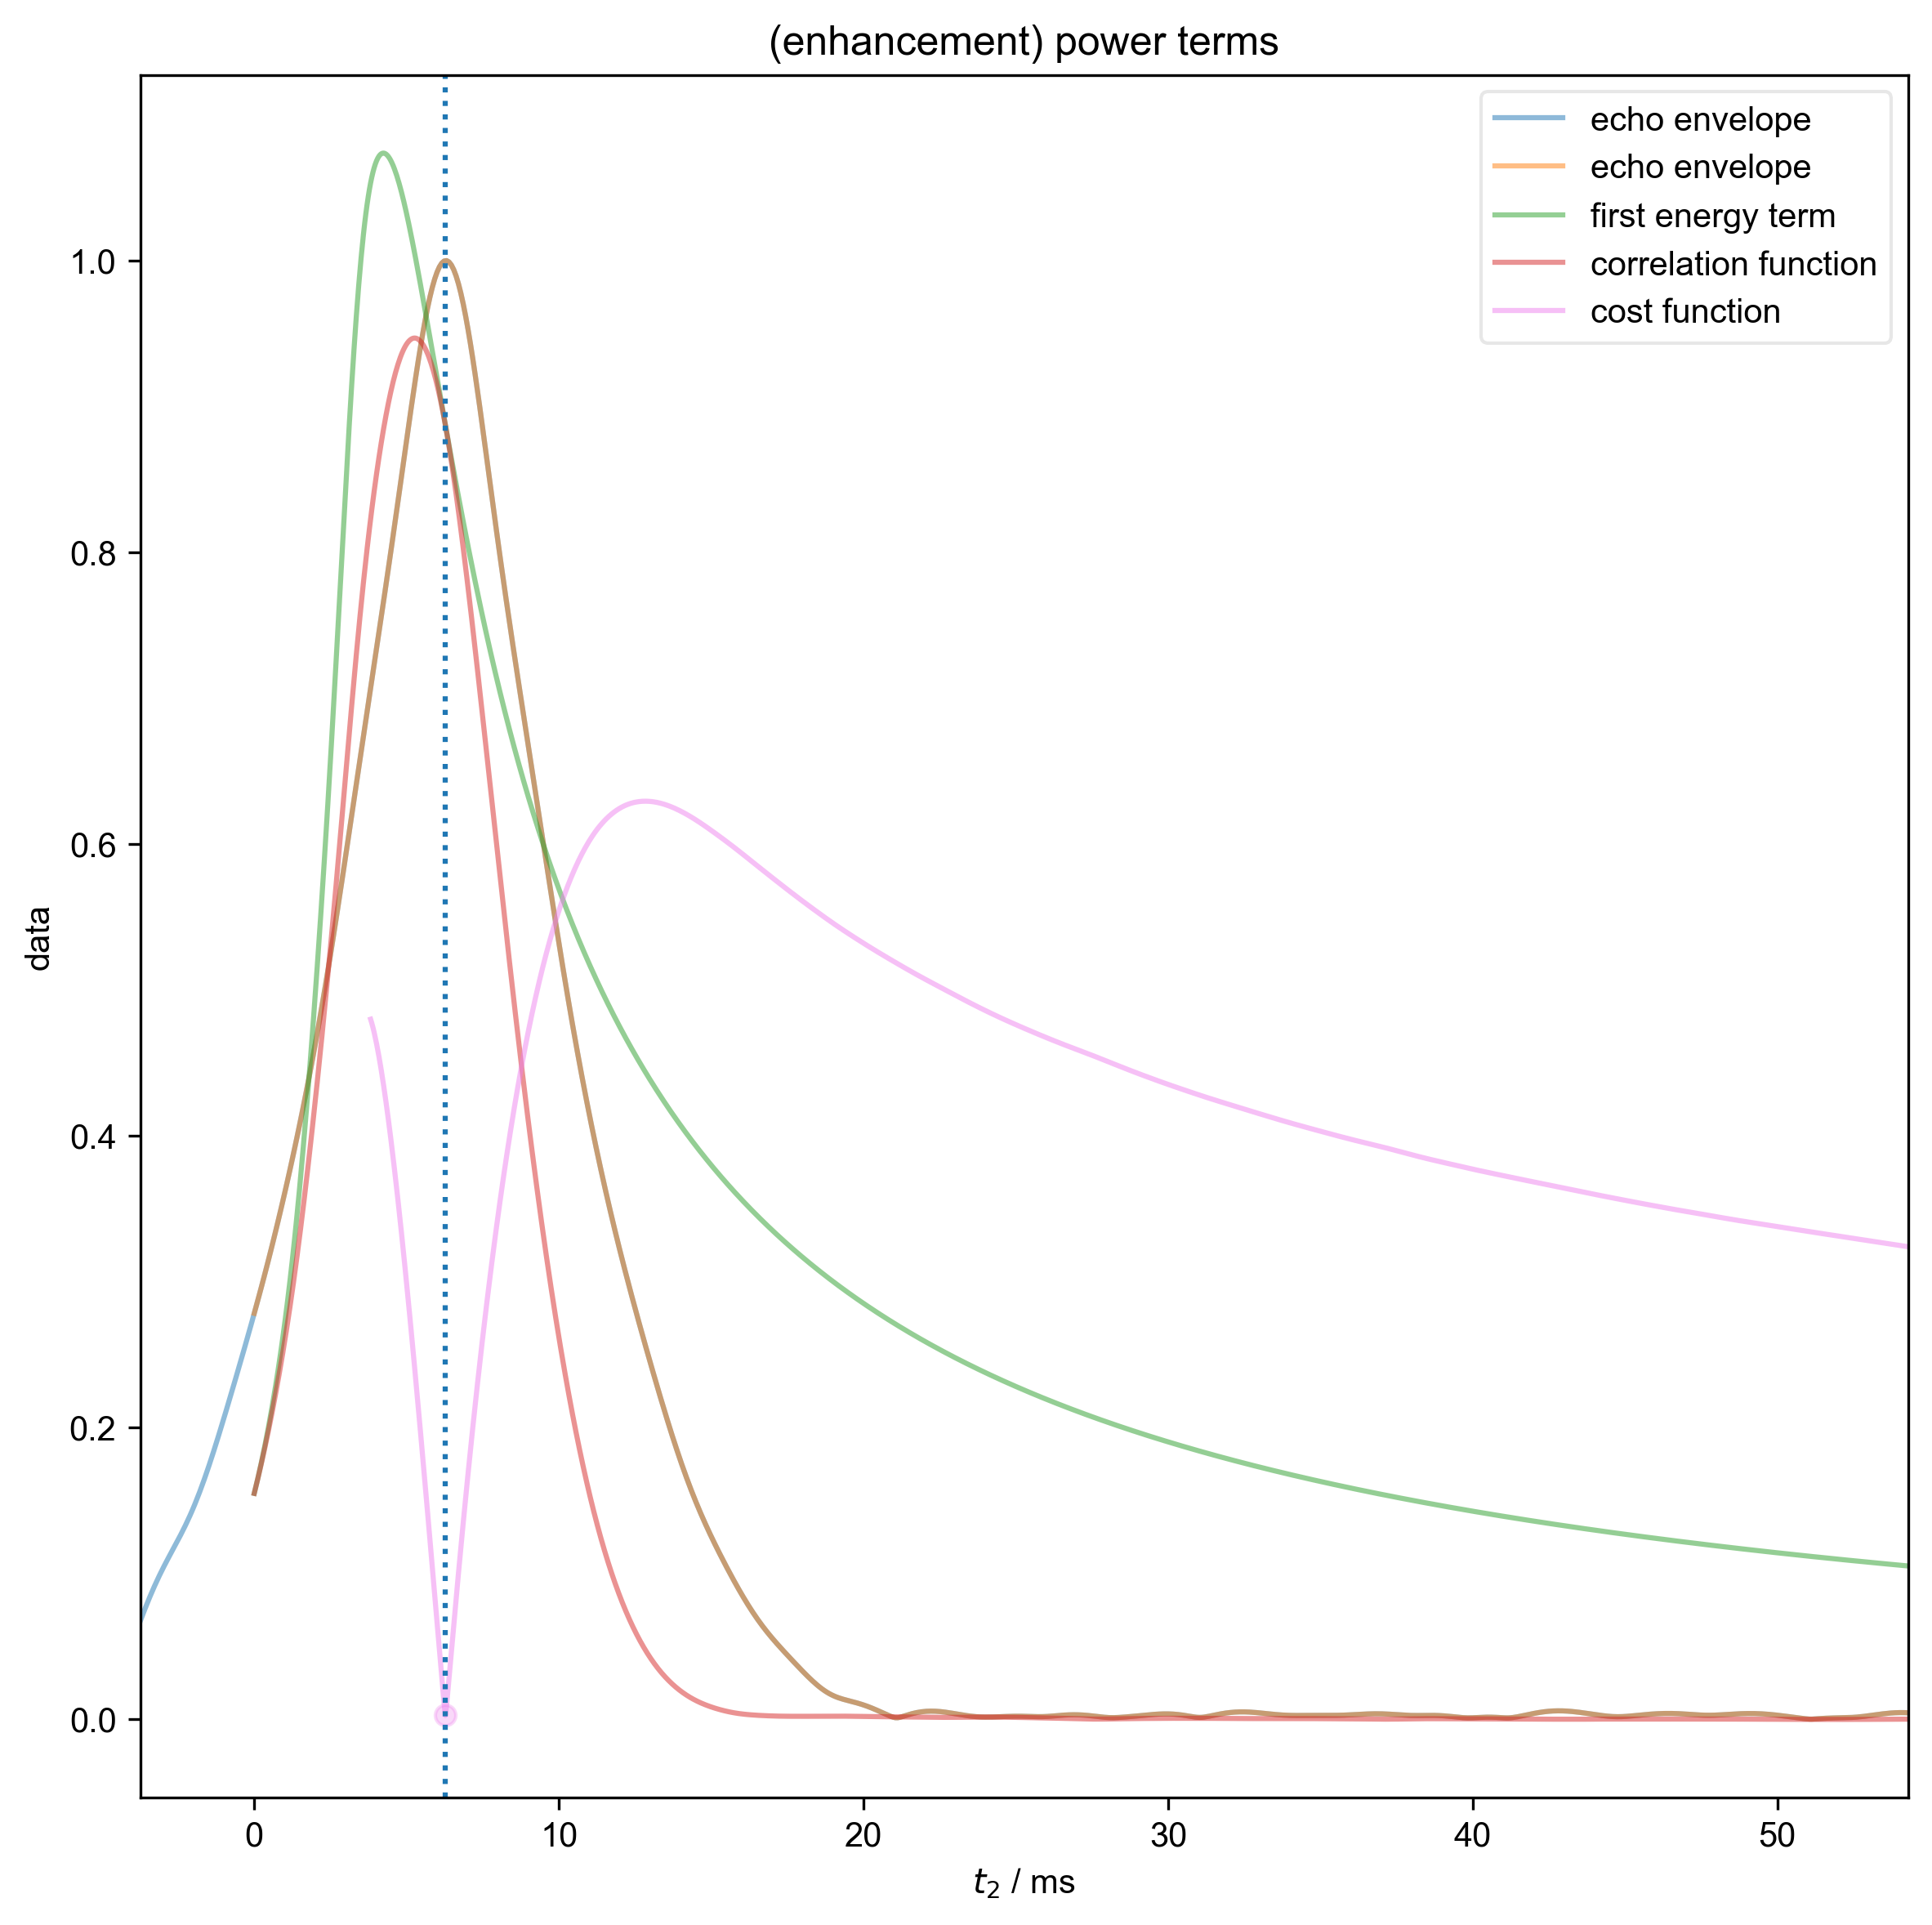 (enhancement) power terms
echo envelope
echo envelope
first energy term
correlation function
cost function
1.0
0.8
0.6
0.4
0.2
0.0
data
0 10 20 30 40 50
t₂ / ms